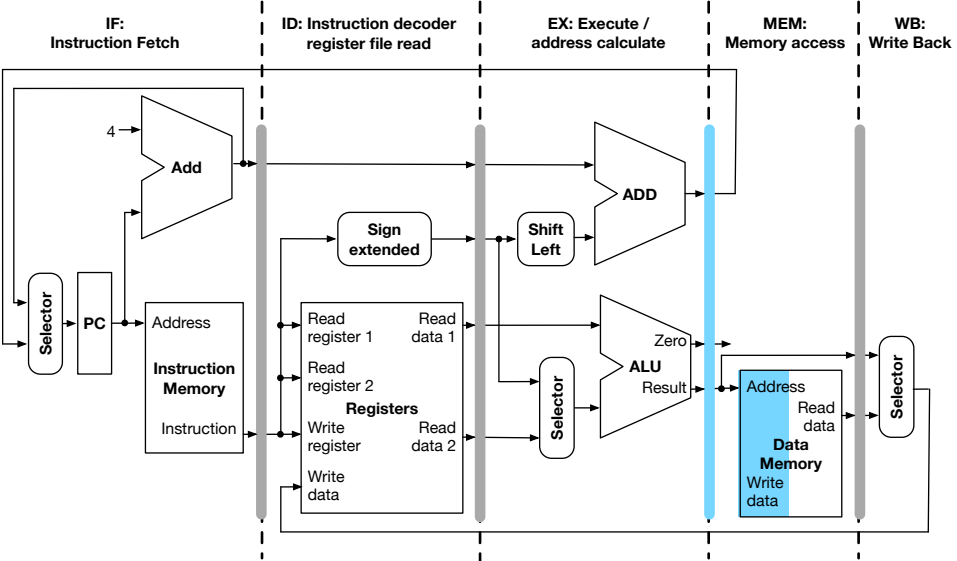 IF:
Instruction Fetch
ID: Instruction decoder
register file read
EX: Execute /
address calculate
MEM:
Memory access
WB:
Write Back
4
Add
ADD
Sign
extended
Shift
Left
Selector
PC
Address
Instruction
Memory
Instruction
Read
register 1
Read
data 1
Read
register 2
Registers
Write
register
Read
data 2
Write
data
Selector
Zero
ALU
Result
Address
Read
data
Data
Memory
Write
data
Selector